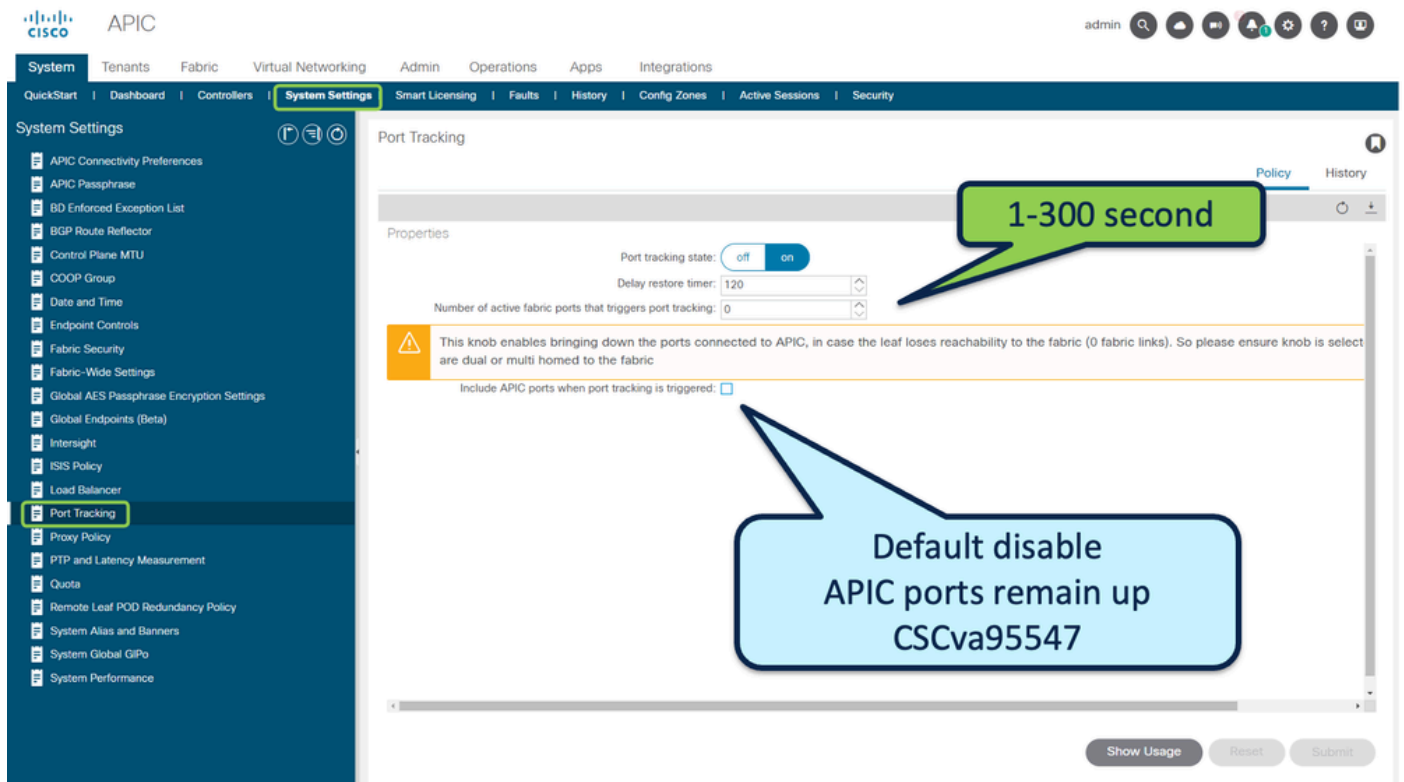 CISCO
APIC
admin
System Tenants Fabric Virtual Networking Admin Operations Apps Integrations
QuickStart | Dashboard | Controllers | System Settings | Smart Licensing | Faults | History | Config Zones | Active Sessions | Security
System Settings
APIC Connectivity Preferences
APIC Passphrase
BD Enforced Exception List
BGP Route Reflector
Control Plane MTU
COOP Group
Date and Time
Endpoint Controls
Fabric Security
Fabric-Wide Settings
Global AES Passphrase Encryption Settings
Global Endpoints (Beta)
Intersight
ISIS Policy
Load Balancer
Port Tracking
Proxy Policy
PTP and Latency Measurement
Quota
Remote Leaf POD Redundancy Policy
System Alias and Banners
System Global GIPo
System Performance
Port Tracking
Policy History
1-300 second
Properties
Port tracking state: off on
Delay restore timer: 120
Number of active fabric ports that triggers port tracking: 0
This knob enables bringing down the ports connected to APIC, in case the leaf loses reachability to the fabric (0 fabric links). So please ensure knob is select
are dual or multi homed to the fabric
Include APIC ports when port tracking is triggered:
Default disable
APIC ports remain up
CSCva95547
Show Usage Reset Submit